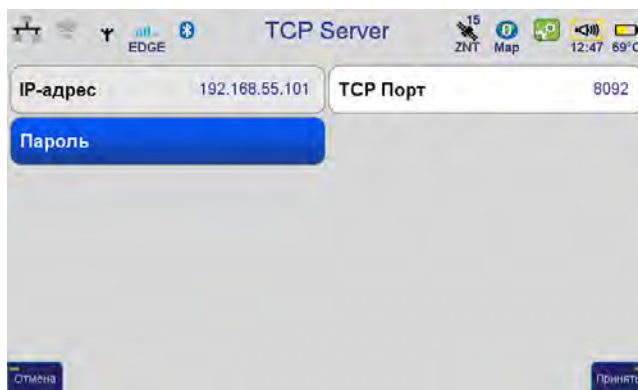 EDGE
TCP Server
15
ZNT
Map
12:47 69°C
IP-адрес 192.168.55.101
TCP Порт 8092
Пароль
Отмена
Принять